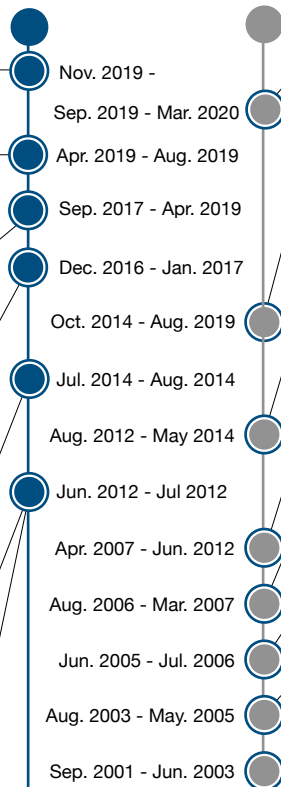 Nov. 2019 -
Sep. 2019 - Mar. 2020
Apr. 2019 - Aug. 2019
Sep. 2017 - Apr. 2019
Dec. 2016 - Jan. 2017
Oct. 2014 - Aug. 2019
Jul. 2014 - Aug. 2014
Aug. 2012 - May 2014
Jun. 2012 - Jul 2012
Apr. 2007 - Jun. 2012
Aug. 2006 - Mar. 2007
Jun. 2005 - Jul. 2006
Aug. 2003 - May. 2005
Sep. 2001 - Jun. 2003